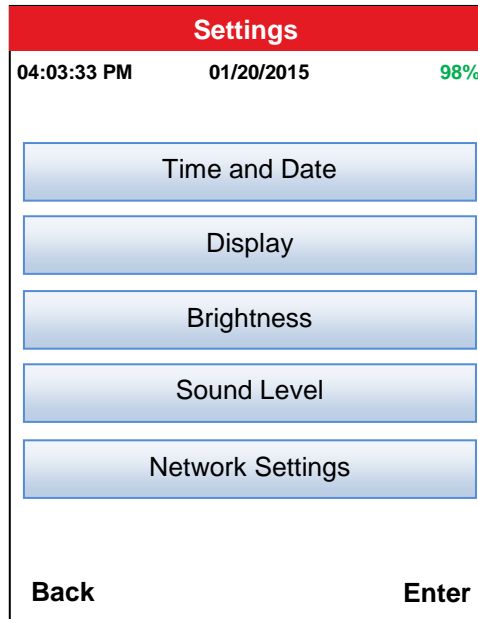 Settings
04:03:33 PM 01/20/2015 98%
Time and Date
Display
Brightness
Sound Level
Network Settings
Back Enter